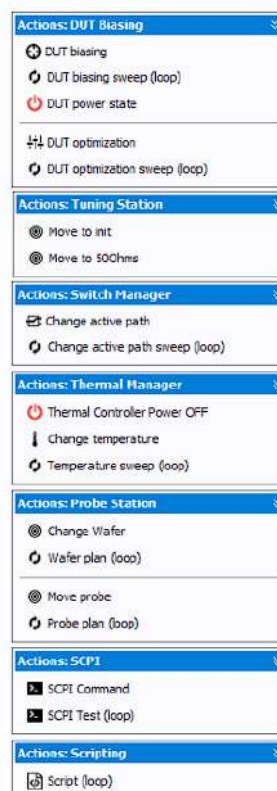 Actions: DUT Biasing
DUT biasing
DUT biasing sweep (loop)
DUT power state
DUT optimization
DUT optimization sweep (loop)
Actions: Tuning Station
Move to init
Move to 50Ohms
Actions: Switch Manager
Change active path
Change active path sweep (loop)
Actions: Thermal Manager
Thermal Controller Power OFF
Change temperature
Temperature sweep (loop)
Actions: Probe Station
Change Wafer
Wafer plan (loop)
Move probe
Probe plan (loop)
Actions: SCPI
SCPI Command
SCPI Test (loop)
Actions: Scripting
Script (loop)